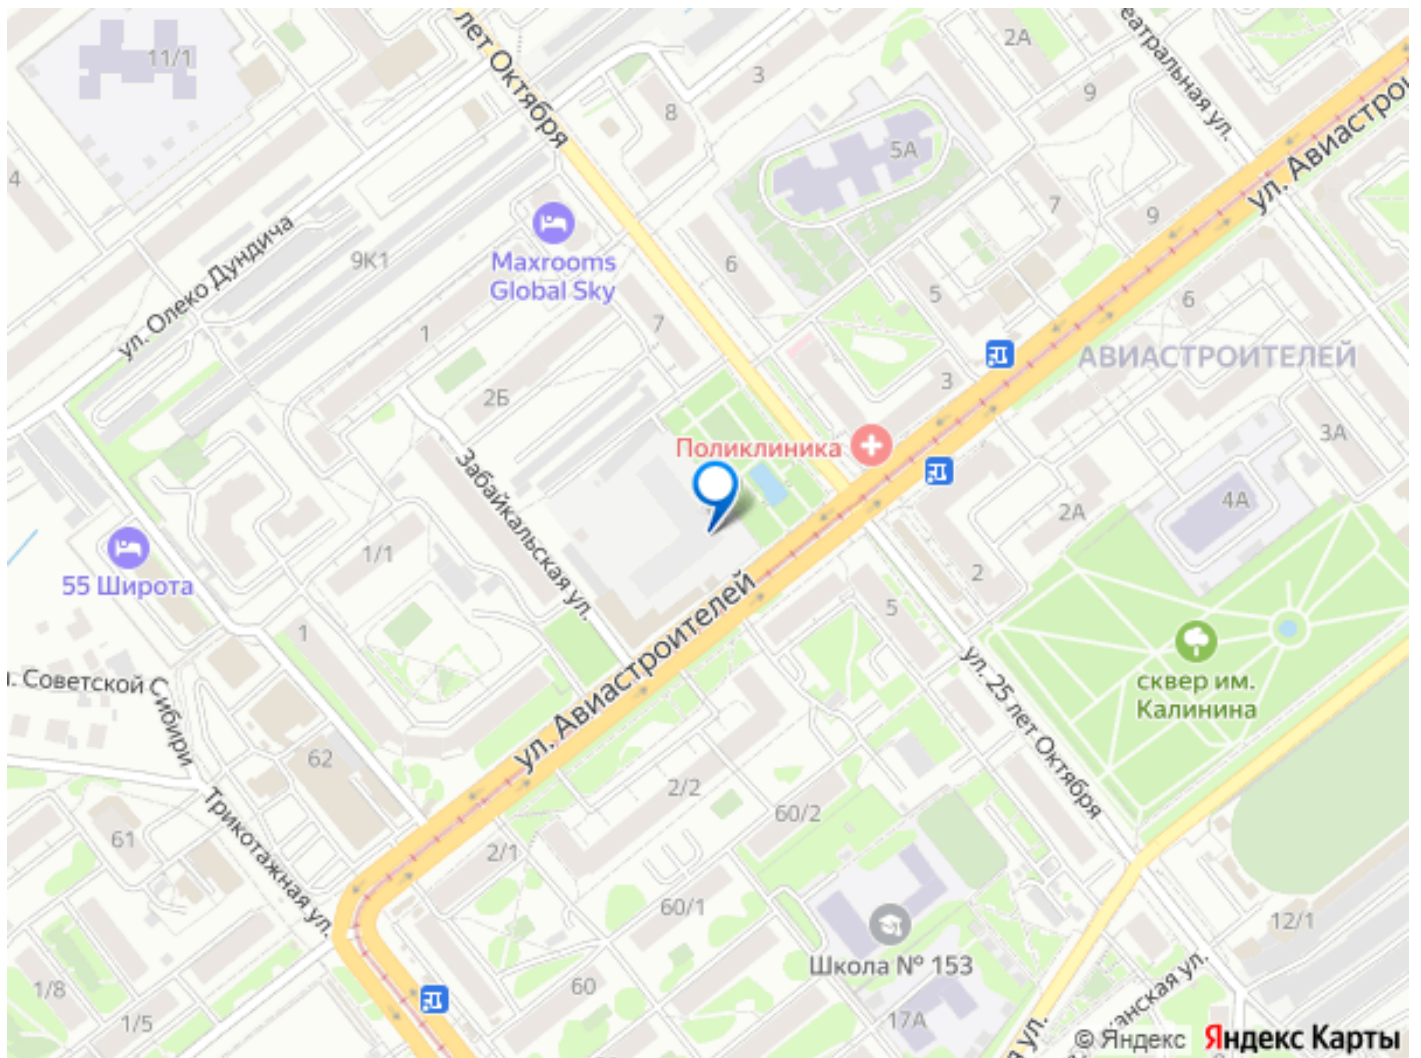 11/1
лет Октября
2А
еатральная ул.
3
9
8
5А
ул. Авиастрои
4
7
9
ул. Олеко Дундича
9К1
Maxrooms
Global Sky
6
5
6
7
1
АВИАСТРОИТЕЛЕЙ
3
2Б
Поликлиника
3А
Забайкальская ул.
4А
2А
1/1
55 Широта
2
5
1
ул. Авиастроителей
. Советской Сибири
сквер им.
Калинина
ул. 25 лет Октября
62
2/2
60/2
Трикотажная ул.
61
2/1
60/1
12/1
Школа № 153
1/8
60
1/5
17А
я ул.
анская ул.
© Яндекс Яндекс Карты